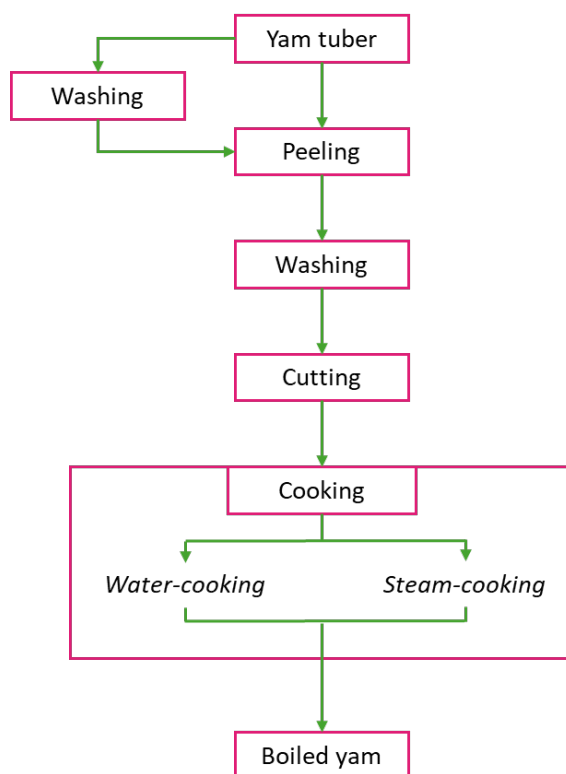 Yam tuber
Washing
Peeling
Washing
Cutting
Cooking
Water-cooking
Steam-cooking
Boiled yam